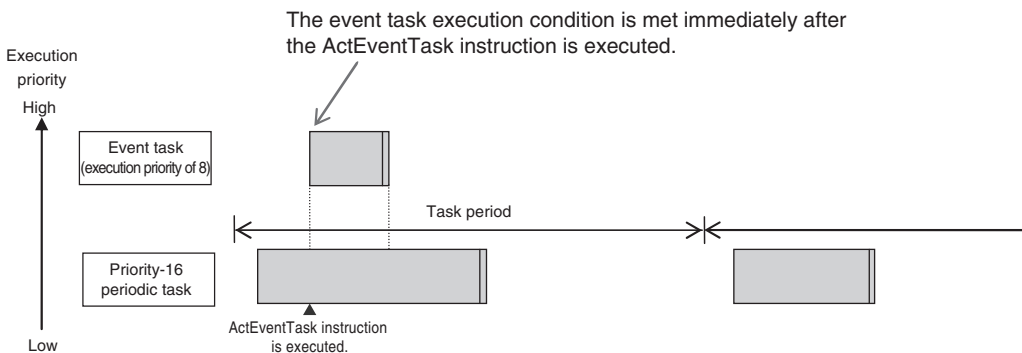 The event task execution condition is met immediately after
the ActEventTask instruction is executed.
Execution
priority
High
Event task
(execution priority of 8)
Task period
Priority-16
periodic task
ActEventTask instruction
is executed.
Low